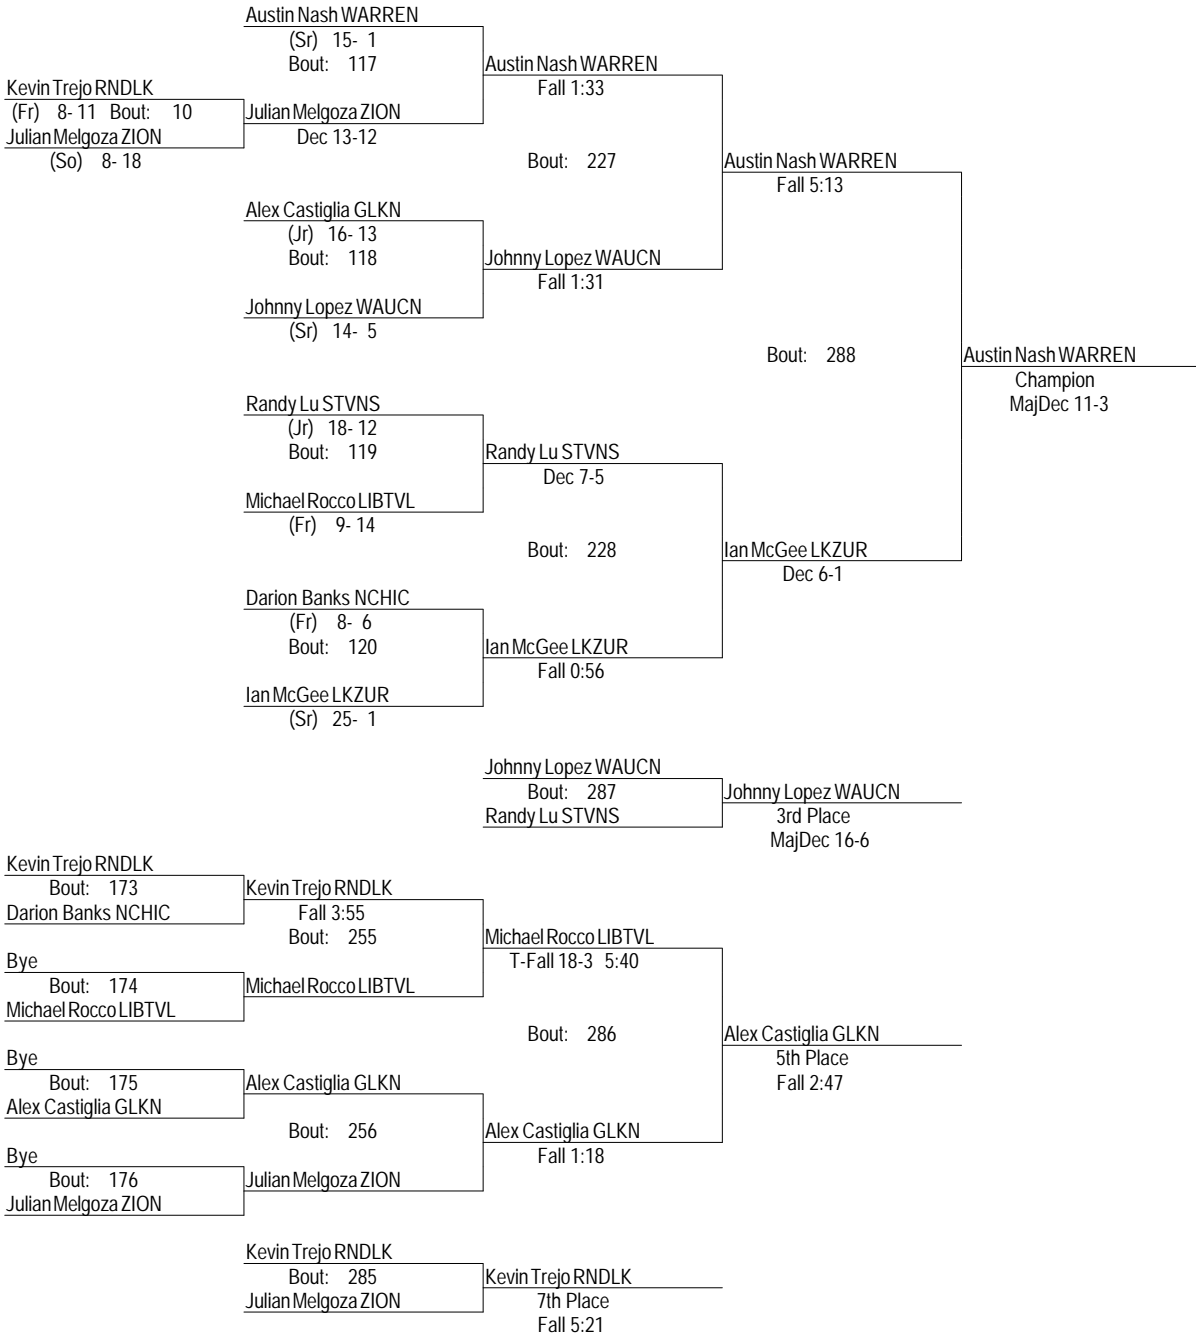 Austin Nash WARREN
(Sr) 15- 1
Bout: 117
Austin Nash WARREN
Fall 1:33
Kevin Trejo RNDLK
(Fr) 8- 11 Bout: 10
Julian Melgoza ZION
Dec 13-12
Julian Melgoza ZION
(So) 8- 18
Bout: 227
Austin Nash WARREN
Fall 5:13
Alex Castiglia GLKN
(Jr) 16- 13
Bout: 118
Johnny Lopez WAUCN
Fall 1:31
Johnny Lopez WAUCN
(Sr) 14- 5
Bout: 288
Austin Nash WARREN
Champion
MajDec 11-3
Randy Lu STVNS
(Jr) 18- 12
Bout: 119
Randy Lu STVNS
Dec 7-5
Michael Rocco LIBTVL
(Fr) 9- 14
Bout: 228
Ian McGee LKZUR
Dec 6-1
Darion Banks NCHIC
(Fr) 8- 6
Bout: 120
Ian McGee LKZUR
Fall 0:56
Ian McGee LKZUR
(Sr) 25- 1
Johnny Lopez WAUCN
Bout: 287
Randy Lu STVNS
Johnny Lopez WAUCN
3rd Place
MajDec 16-6
Kevin Trejo RNDLK
Bout: 173
Darion Banks NCHIC
Kevin Trejo RNDLK
Fall 3:55
Bout: 255
Michael Rocco LIBTVL
T-Fall 18-3 5:40
Bye
Bout: 174
Michael Rocco LIBTVL
Michael Rocco LIBTVL
Bout: 286
Alex Castiglia GLKN
5th Place
Fall 2:47
Bye
Bout: 175
Alex Castiglia GLKN
Alex Castiglia GLKN
Bout: 256
Alex Castiglia GLKN
Fall 1:18
Bye
Bout: 176
Julian Melgoza ZION
Julian Melgoza ZION
Kevin Trejo RNDLK
Bout: 285
Julian Melgoza ZION
Kevin Trejo RNDLK
7th Place
Fall 5:21